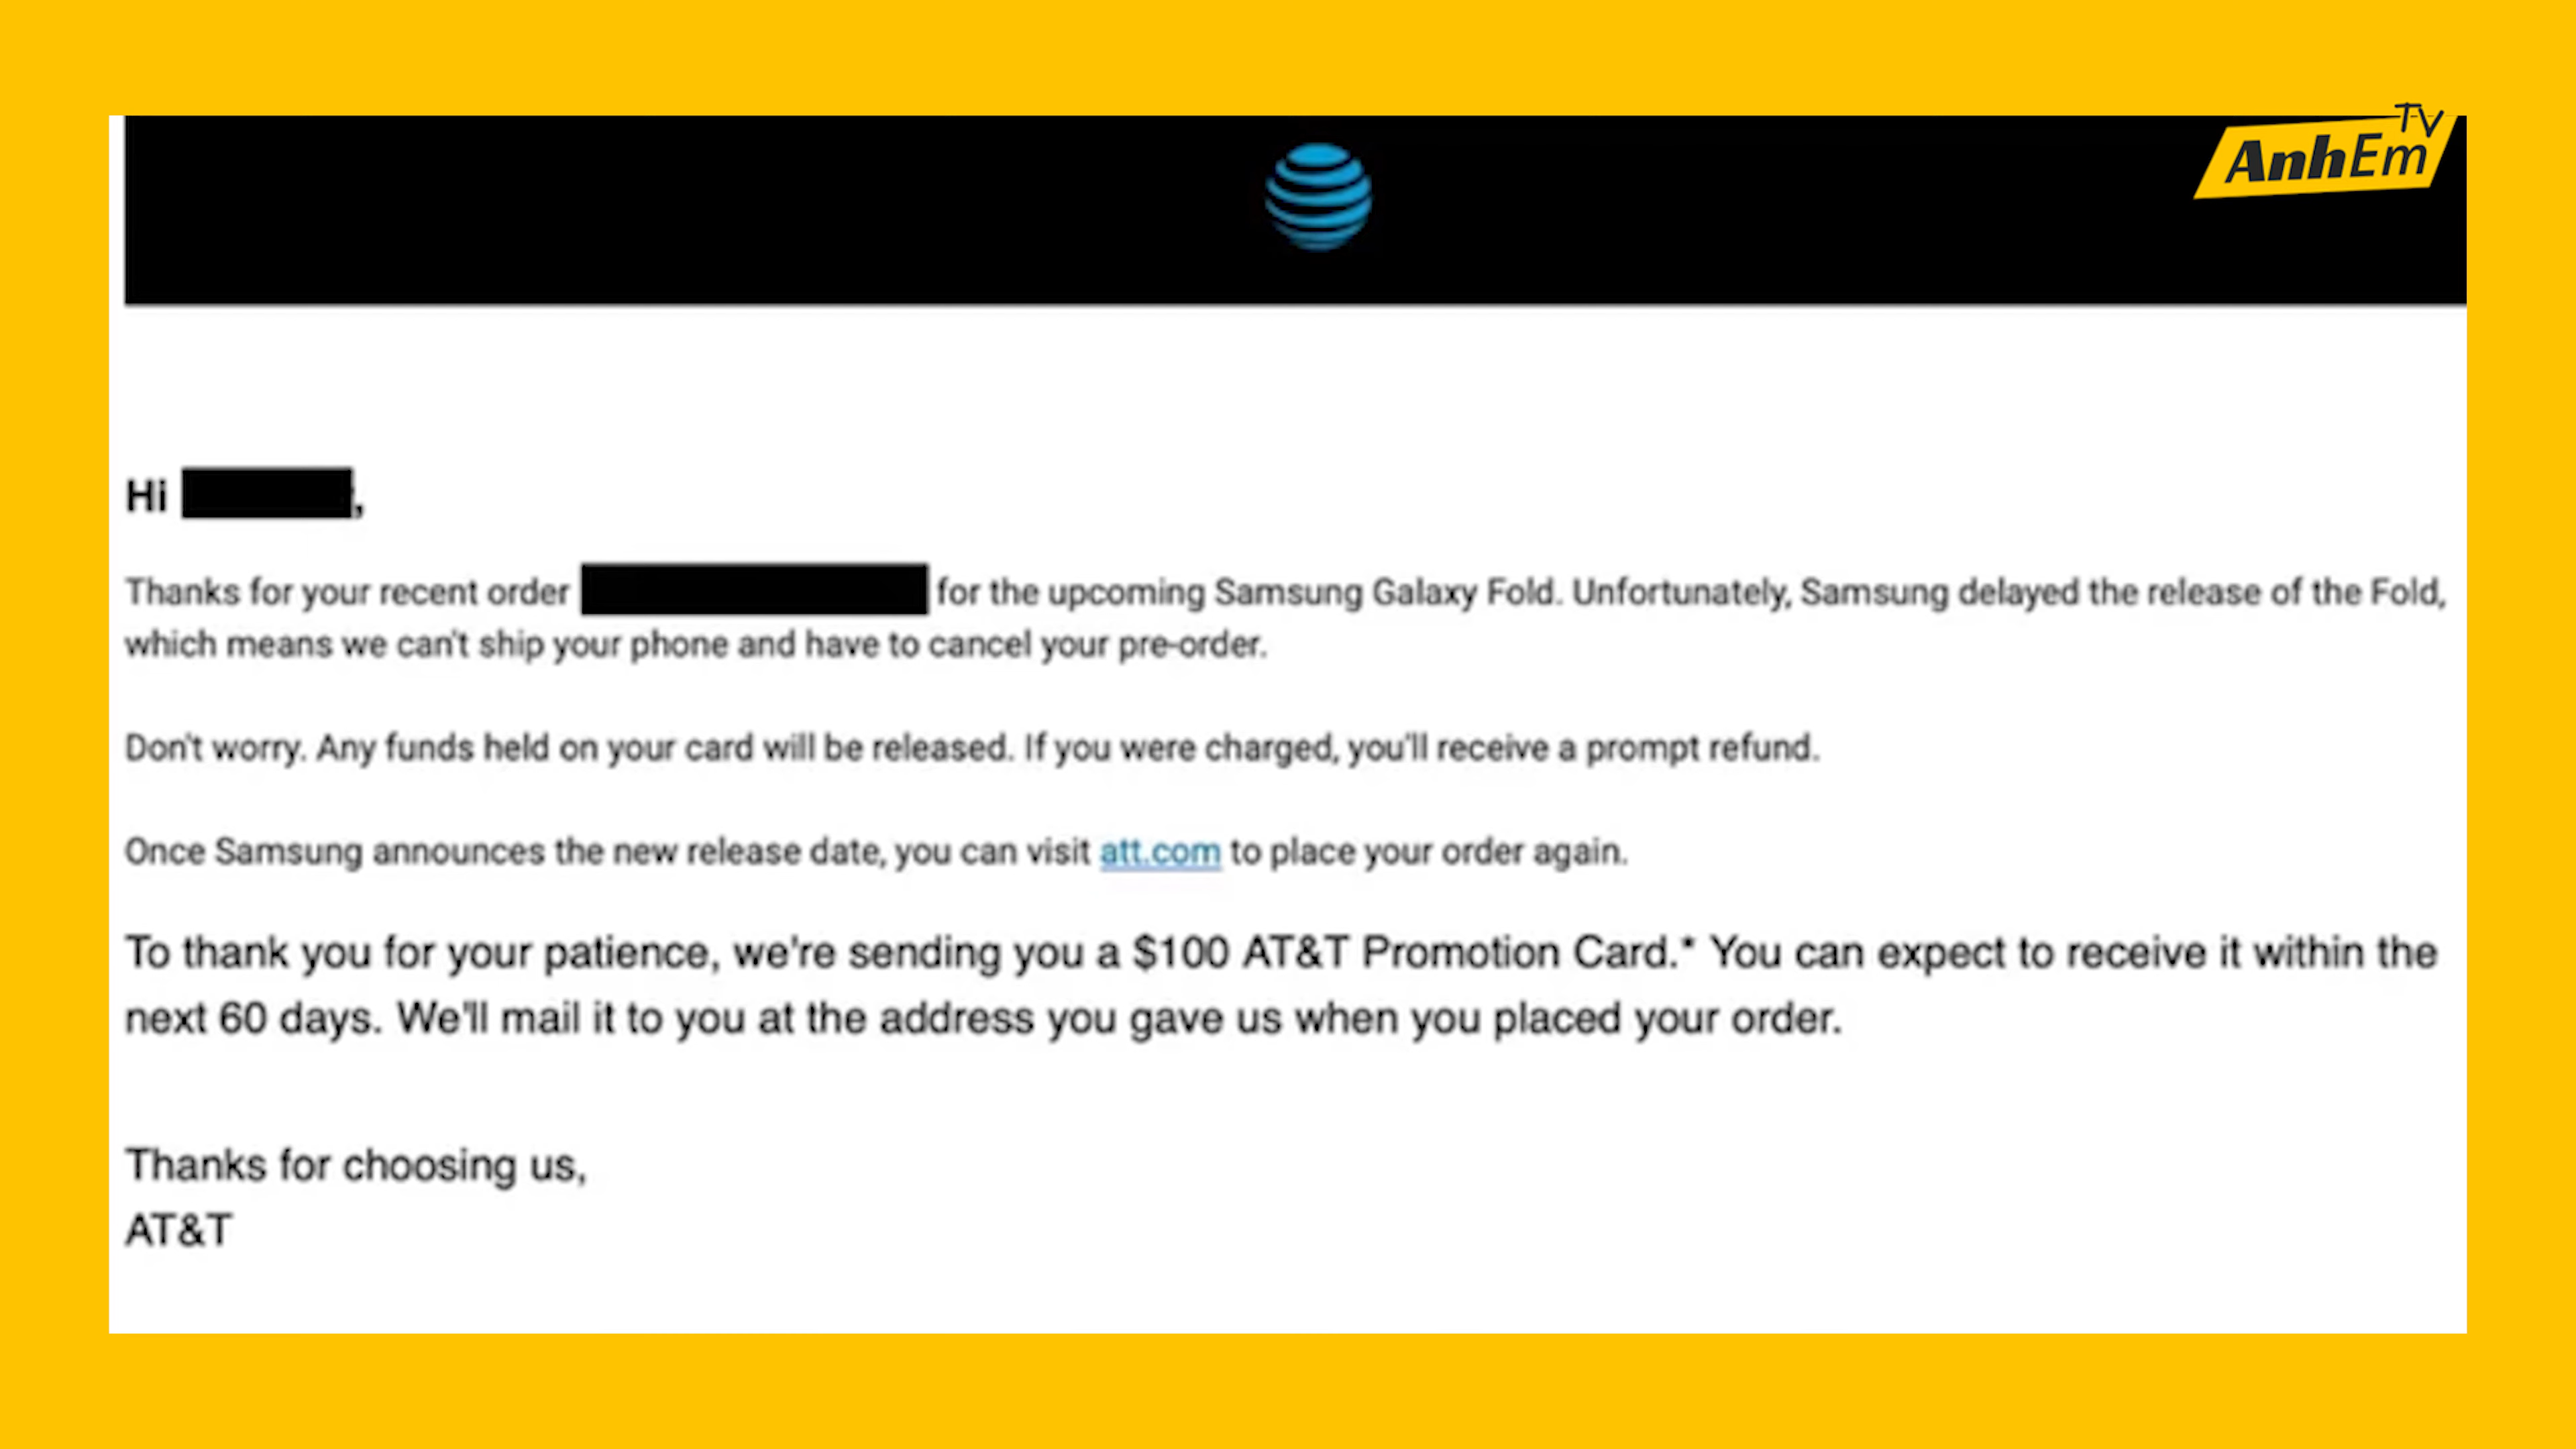 TV
AnhEm
Hi ,
Thanks for your recent order for the upcoming Samsung Galaxy Fold. Unfortunately, Samsung delayed the release of the Fold,
which means we can't ship your phone and have to cancel your pre-order.
Don't worry. Any funds held on your card will be released. If you were charged, you'll receive a prompt refund.
Once Samsung announces the new release date, you can visit att.com to place your order again.
To thank you for your patience, we're sending you a $100 AT&T Promotion Card.* You can expect to receive it within the
next 60 days. We'll mail it to you at the address you gave us when you placed your order.
Thanks for choosing us,
AT&T